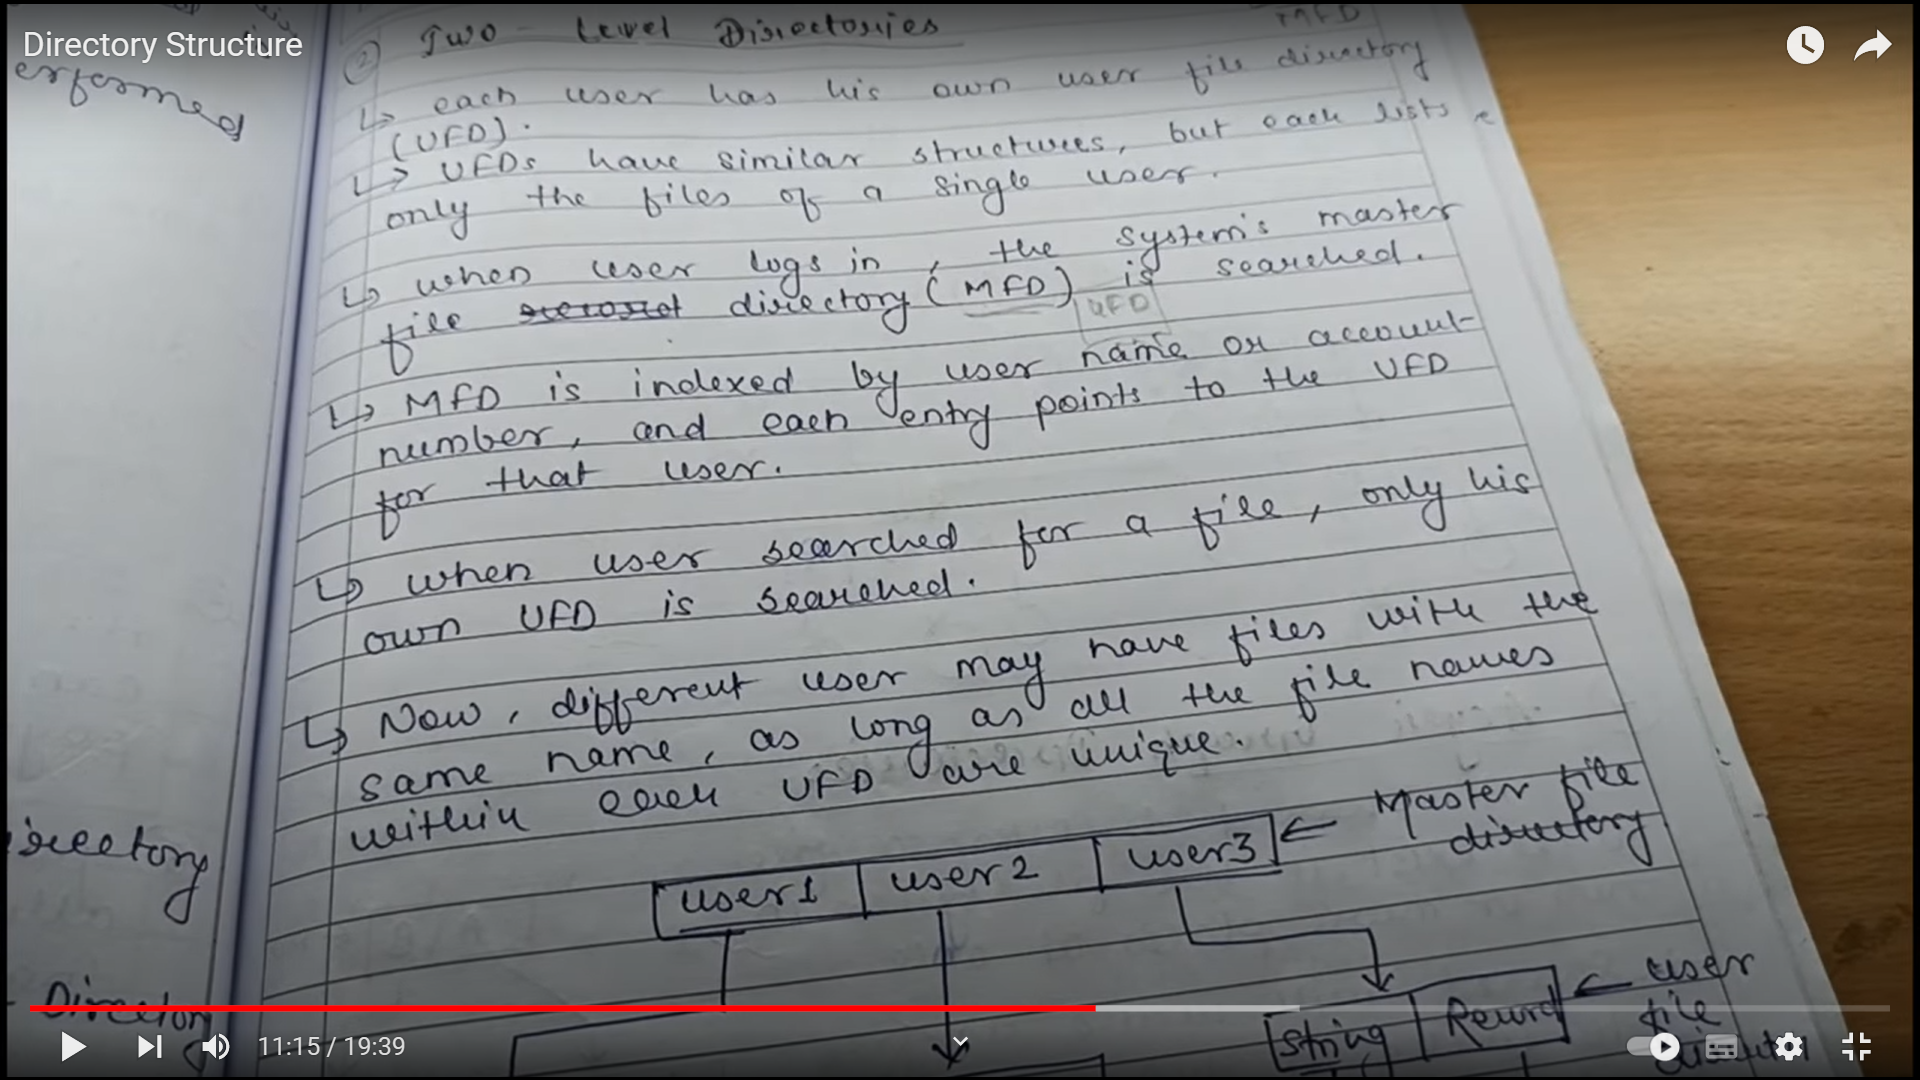 Directory Structure
erformed
MFD
② Two - Level Directories
↳ each user has his own user file directory
(UFD).
↳ UFDs have similar structures, but each lists
only the files of a single user.
↳ when user logs in, the system's master
file directory (MFD) is searched.
UFD
↳ MFD is indexed by user name or account
number, and each entry points to the UFD
for that user.
↳ when user searched for a file, only his
own UFD is searched.
↳ Now, different user may have files with the
same name, as long as all the file names
within each UFD are unique.
irectory
user1 user2 user3 ← Master file
directory
- Directory
string Record ← user
file
11:15 / 19:39